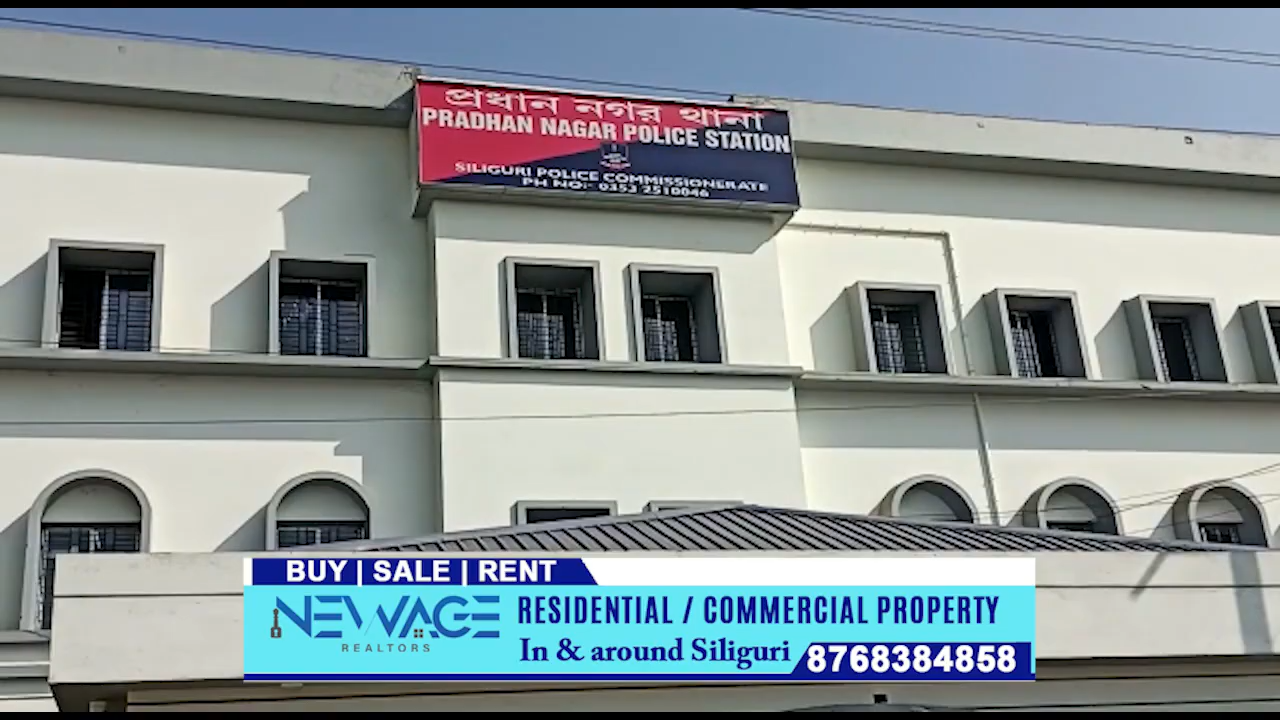 প্রধান নগর থানা
PRADHAN NAGAR POLICE STATION
SILIGURI POLICE COMMISSIONERATE
PH NO:- 0353 2510046
BUY | SALE | RENT
NEWAGE
REALTORS
RESIDENTIAL / COMMERCIAL PROPERTY
In & around Siliguri
8768384858